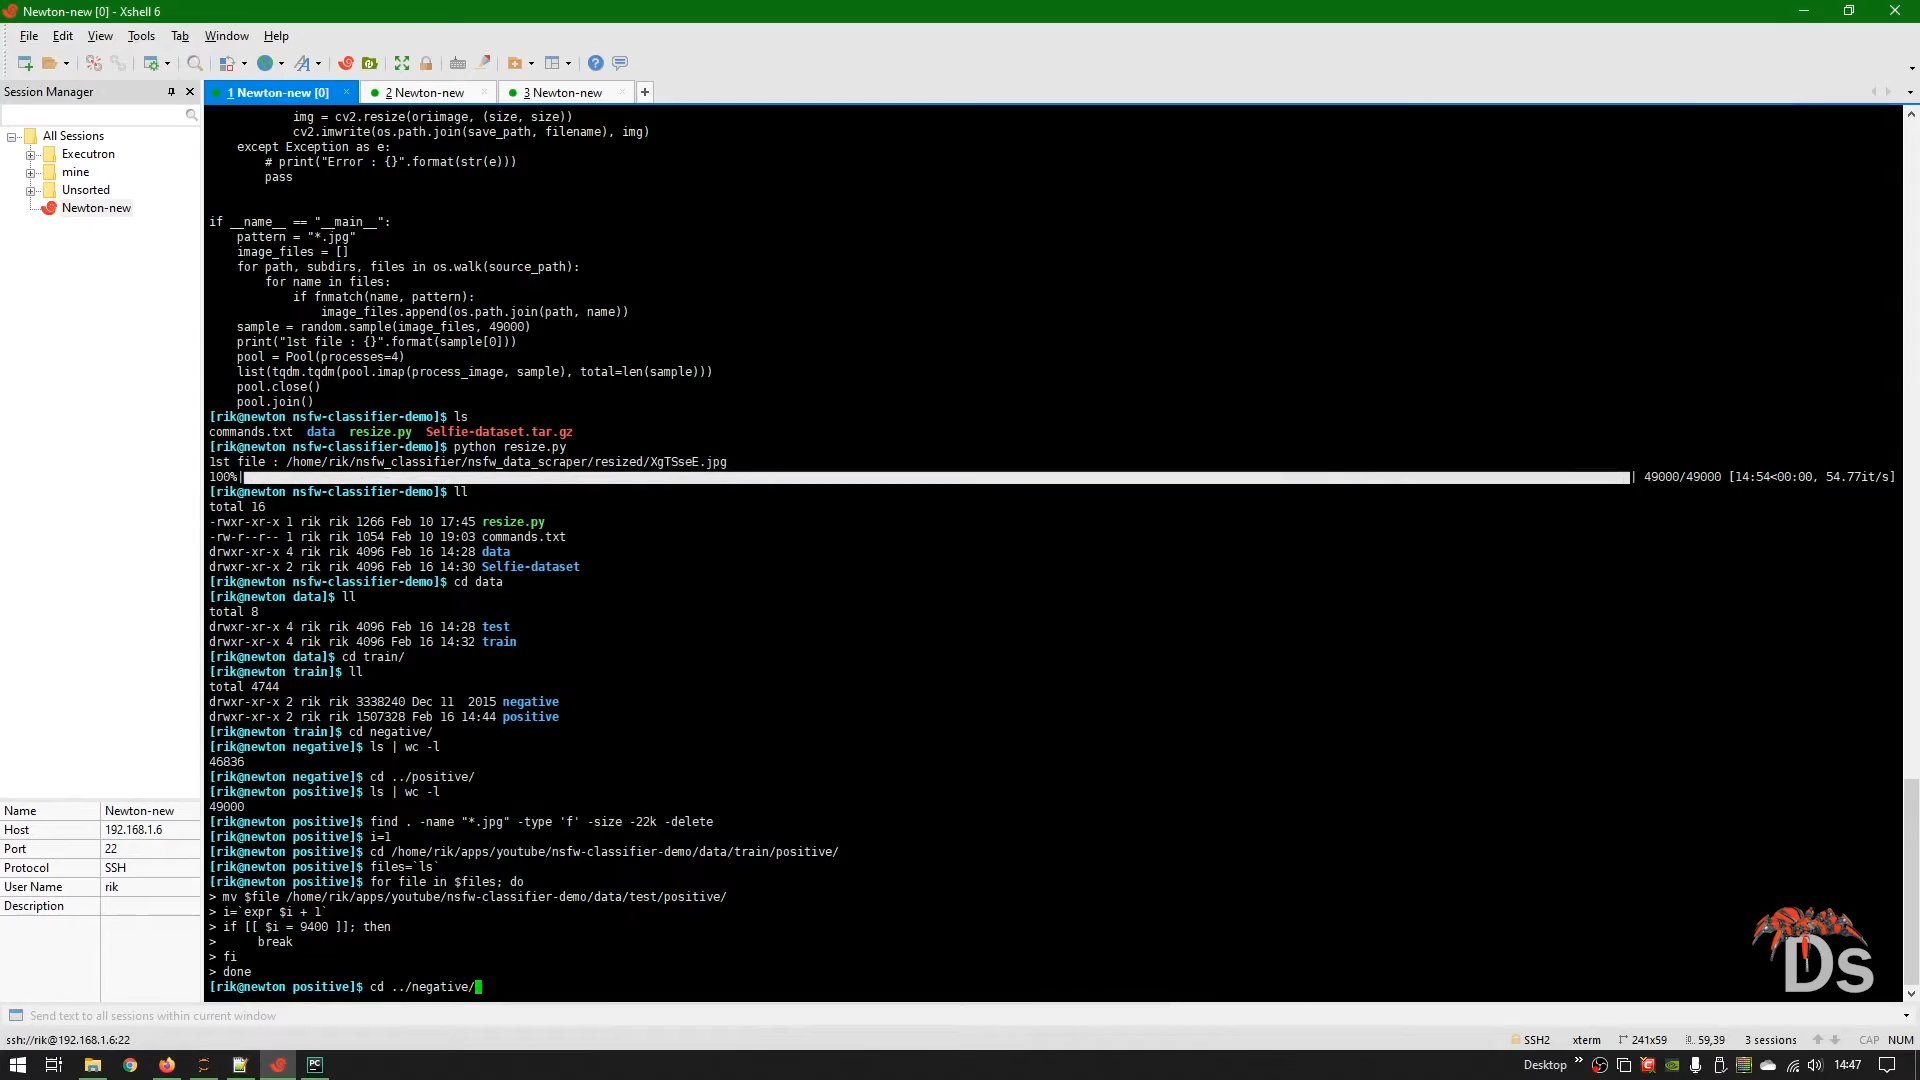 Newton-new [0] - Xshell 6
File Edit View Tools Tab Window Help
Session Manager
1 Newton-new [0] 2 Newton-new 3 Newton-new
All Sessions
Executron
mine
Unsorted
Newton-new
            img = cv2.resize(oriimage, (size, size))
            cv2.imwrite(os.path.join(save_path, filename), img)
    except Exception as e:
        # print("Error : {}".format(str(e)))
        pass
if __name__ == "__main__":
    pattern = "*.jpg"
    image_files = []
    for path, subdirs, files in os.walk(source_path):
        for name in files:
            if fnmatch(name, pattern):
                image_files.append(os.path.join(path, name))
    sample = random.sample(image_files, 49000)
    print("1st file : {}".format(sample[0]))
    pool = Pool(processes=4)
    list(tqdm.tqdm(pool.imap(process_image, sample), total=len(sample)))
    pool.close()
    pool.join()
[rik@newton nsfw-classifier-demo]$ ls
commands.txt  data  resize.py  Selfie-dataset.tar.gz
[rik@newton nsfw-classifier-demo]$ python resize.py
1st file : /home/rik/nsfw_classifier/nsfw_data_scraper/resized/XgTSseE.jpg
100%| | 49000/49000 [14:54<00:00, 54.77it/s]
[rik@newton nsfw-classifier-demo]$ ll
total 16
-rwxr-xr-x 1 rik rik 1266 Feb 10 17:45 resize.py
-rw-r--r-- 1 rik rik 1054 Feb 10 19:03 commands.txt
drwxr-xr-x 4 rik rik 4096 Feb 16 14:28 data
drwxr-xr-x 2 rik rik 4096 Feb 16 14:30 Selfie-dataset
[rik@newton nsfw-classifier-demo]$ cd data
[rik@newton data]$ ll
total 8
drwxr-xr-x 4 rik rik 4096 Feb 16 14:28 test
drwxr-xr-x 4 rik rik 4096 Feb 16 14:32 train
[rik@newton data]$ cd train/
[rik@newton train]$ ll
total 4744
drwxr-xr-x 2 rik rik 3338240 Dec 11  2015 negative
drwxr-xr-x 2 rik rik 1507328 Feb 16 14:44 positive
[rik@newton train]$ cd negative/
[rik@newton negative]$ ls | wc -l
46836
[rik@newton negative]$ cd ../positive/
[rik@newton positive]$ ls | wc -l
49000
[rik@newton positive]$ find . -name "*.jpg" -type 'f' -size -22k -delete
[rik@newton positive]$ i=1
[rik@newton positive]$ cd /home/rik/apps/youtube/nsfw-classifier-demo/data/train/positive/
[rik@newton positive]$ files=`ls`
[rik@newton positive]$ for file in $files; do
> mv $file /home/rik/apps/youtube/nsfw-classifier-demo/data/test/positive/
> i=`expr $i + 1`
> if [[ $i = 9400 ]]; then
>      break
> fi
> done
[rik@newton positive]$ cd ../negative/
Name Newton-new
Host 192.168.1.6
Port 22
Protocol SSH
User Name rik
Description
Ds
Send text to all sessions within current window
ssh://rik@192.168.1.6:22 SSH2 xterm 241x59 59,39 3 sessions CAP NUM
PC
Desktop 14:47